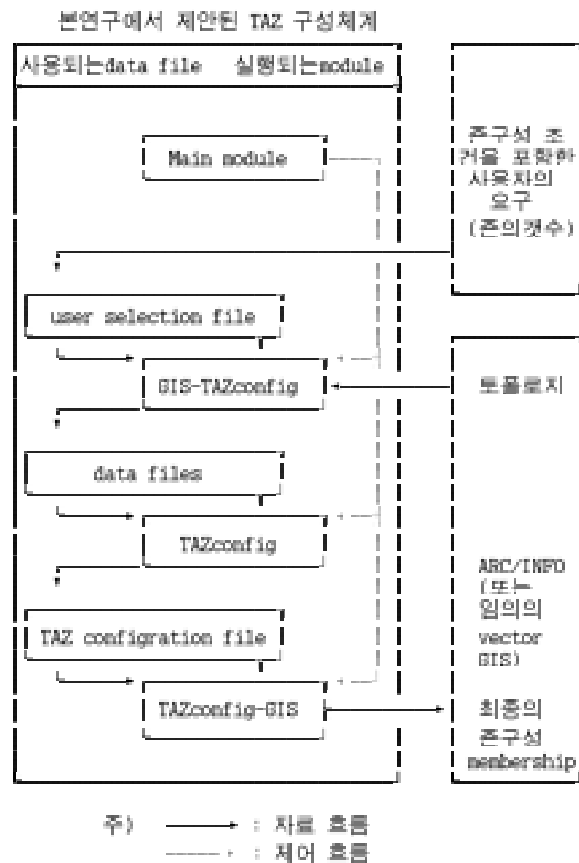 본연구에서 제안된 TAZ 구성체계
사용되는data file 실행되는module
Main module
존구성 조
건을 포함한
사용자의
요구
(존의갯수)
user selection file
GIS-TAZconfig
토폴로지
data files
TAZconfig
ARC/INFO
(또는
임의의
vector
GIS)
TAZ configration file
TAZconfig-GIS
최종의
존구성
membership
주) : 자료 흐름
: 제어 흐름